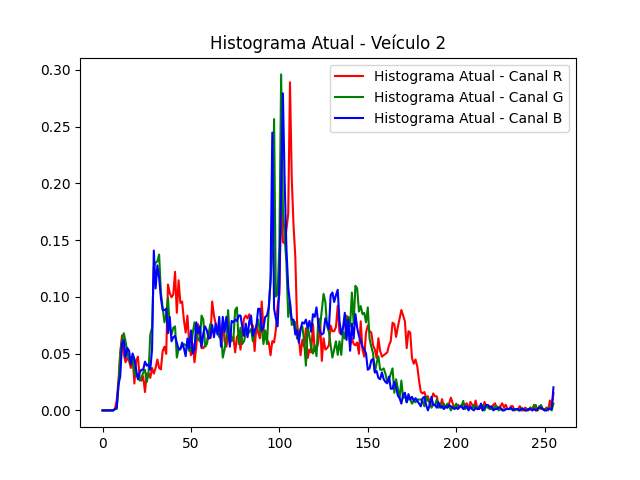 Histograma Atual - Veículo 2
Histograma Atual - Canal R
Histograma Atual - Canal G
Histograma Atual - Canal B
0.30
0.25
0.20
0.15
0.10
0.05
0.00
0 50 100 150 200 250